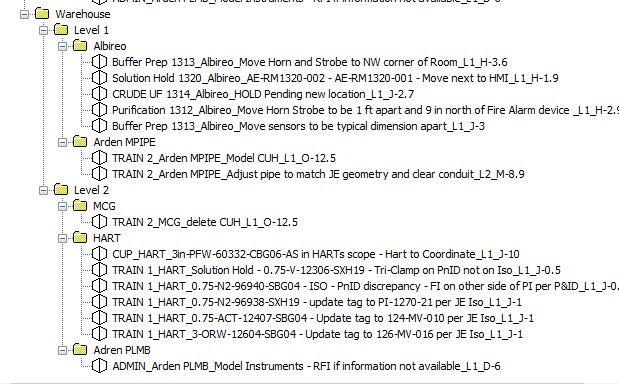 ADMIN_Arden PLMB_Model Instruments - RFI if information not available_L1_D-6
Warehouse
Level 1
Albireo
Buffer Prep 1313_Albireo_Move Horn and Strobe to NW corner of Room_L1_H-3.6
Solution Hold 1320_Albireo_AE-RM1320-002 - AE-RM1320-001 - Move next to HMI_L1_H-1.9
CRUDE UF 1314_Albireo_HOLD Pending new location_L1_J-2.7
Purification 1312_Albireo_Move Horn Strobe to be 1 ft apart and 9 in north of Fire Alarm device _L1_H-2.9
Buffer Prep 1313_Albireo_Move sensors to be typical dimension apart_L1_J-3
Arden MPIPE
TRAIN 2_Arden MPIPE_Model CUH_L1_O-12.5
TRAIN 2_Arden MPIPE_Adjust pipe to match JE geometry and clear conduit_L2_M-8.9
Level 2
MCG
TRAIN 2_MCG_delete CUH_L1_O-12.5
HART
CUP_HART_3in-PFW-60332-CBG06-AS in HARTs scope - Hart to Coordinate_L1_J-10
TRAIN 1_HART_Solution Hold - 0.75-V-12306-SXH19 - Tri-Clamp on PnID not on Iso_L1_J-0.5
TRAIN 1_HART_0.75-N2-96940-SBG04 - ISO - PnID discrepancy - FI on other side of PI per P&ID_L1_J-0.
TRAIN 1_HART_0.75-N2-96938-SXH19 - update tag to PI-1270-21 per JE Iso_L1_J-1
TRAIN 1_HART_0.75-ACT-12407-SBG04 - Update tag to 124-MV-010 per JE Iso_L1_J-1
TRAIN 1_HART_3-ORW-12604-SBG04 - Update tag to 126-MV-016 per JE Iso_L1_J-1
Adren PLMB
ADMIN_Arden PLMB_Model Instruments - RFI if information not available_L1_D-6